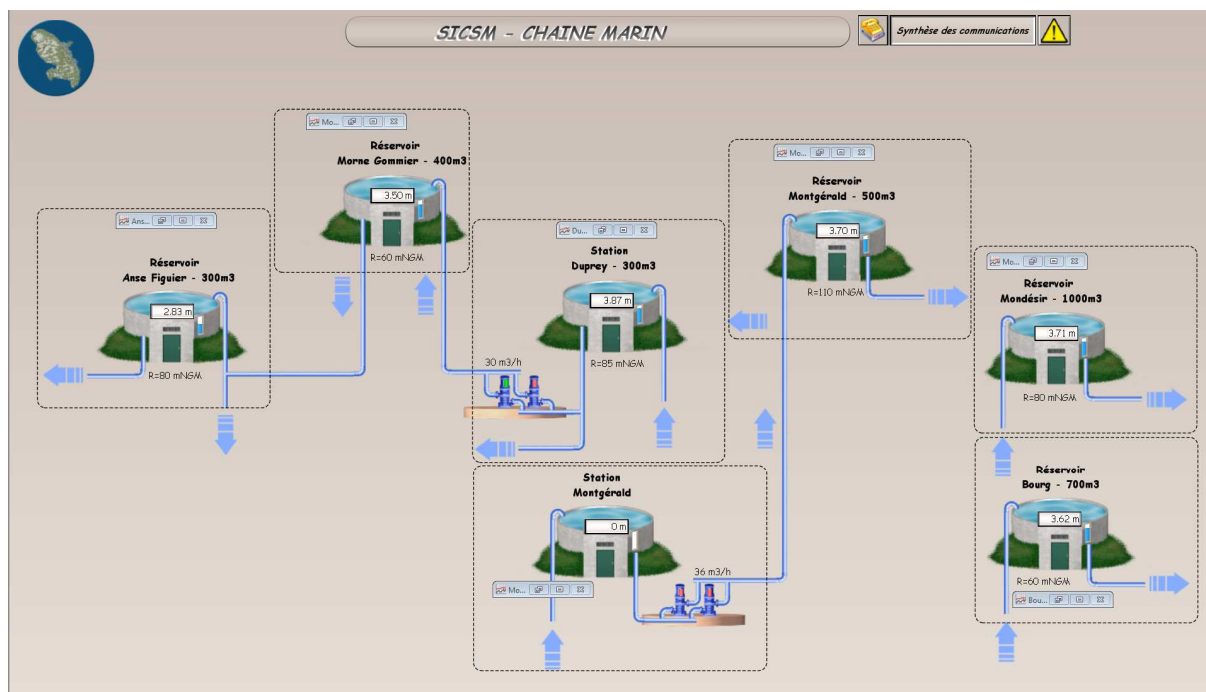 SICSM - CHAINE MARIN
Synthèse des communications
Mo...
Réservoir
Morne Gommier - 400m3
3.50 m
R=60 mNGM
Ans...
Réservoir
Anse Figuier - 300m3
2.83 m
R=80 mNGM
Du...
Station
Duprey - 300m3
3.87 m
R=85 mNGM
30 m3/h
Mo...
Réservoir
Montgérald - 500m3
3.70 m
R=110 mNGM
Mo...
Réservoir
Mondésir - 1000m3
3.71 m
R=80 mNGM
Station
Montgérald
0 m
Mo...
36 m3/h
Réservoir
Bourg - 700m3
3.62 m
R=60 mNGM
Bou...